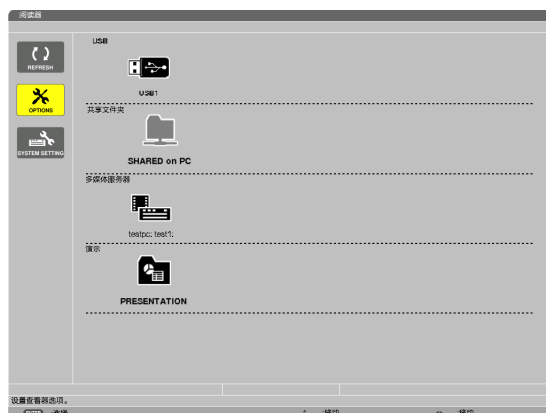 阅读器
REFRESH
OPTIONS
SYSTEM SETTING
USB
USB1
共享文件夹
SHARED on PC
多媒体服务器
testpc: test1:
演示
PRESENTATION
设置查看器选项。